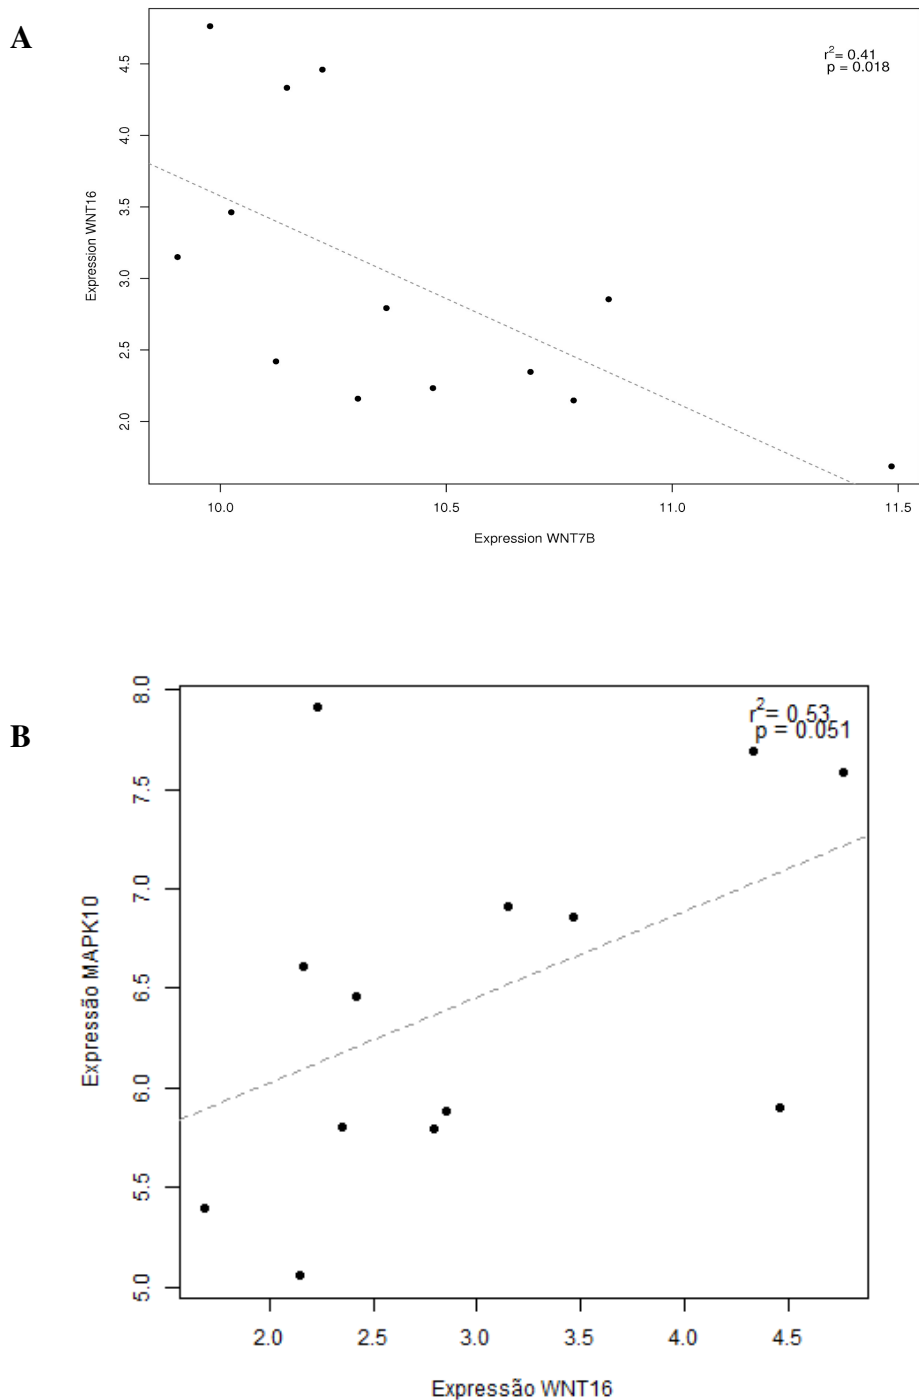 A
r2= 0.41
p = 0.018
4.5
4.0
3.5
3.0
2.5
2.0
Expression WNT16
10.0 10.5 11.0 11.5
Expression WNT7B
B
r2= 0.53
p = 0.051
8.0
7.5
7.0
6.5
6.0
5.5
5.0
Expressão MAPK10
2.0 2.5 3.0 3.5 4.0 4.5
Expressão WNT16